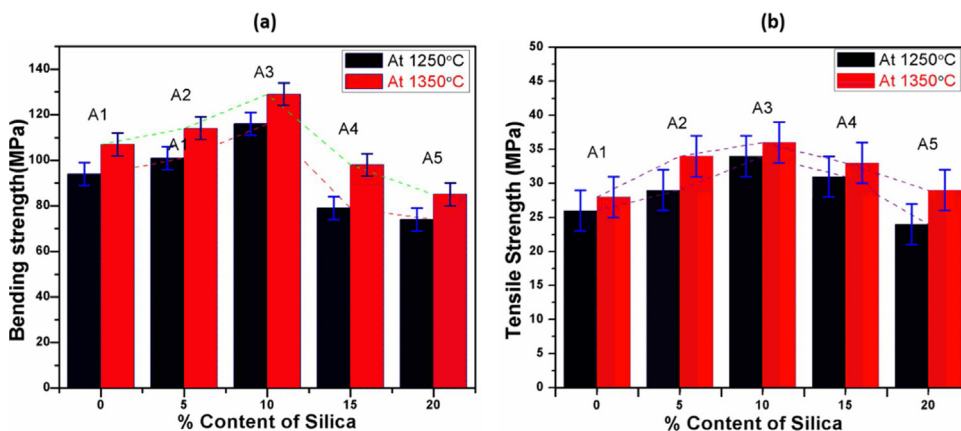 (a)
Bending strength(MPa)
140
120
100
80
60
40
20
0
At 1250°C
At 1350°C
A1
A2
A1
A3
A4
A5
0 5 10 15 20
% Content of Silica
(b)
Tensile Strength (MPa)
50
45
40
35
30
25
20
15
10
5
0
At 1250°C
At 1350°C
A1
A2
A3
A4
A5
0 5 10 15 20
% Content of Silica